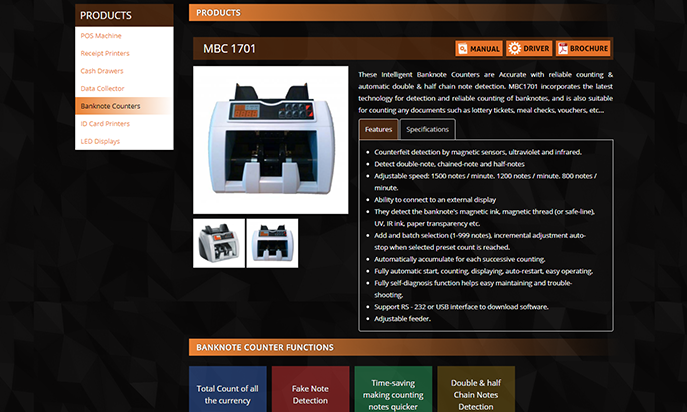 PRODUCTS
POS Machine
Receipt Printers
Cash Drawers
Data Collector
Banknote Counters
ID Card Printers
LED Displays
PRODUCTS
MBC 1701
MANUAL
DRIVER
BROCHURE
These Intelligent Banknote Counters are Accurate with reliable counting &
automatic double & half chain note detection. MBC1701 incorporates the latest
technology for detection and reliable counting of banknotes, and is also suitable
for counting any documents such as lottery tickets, meal checks, vouchers, etc...
Features
Specifications
• Counterfeit detection by magnetic sensors, ultraviolet and infrared.
• Detect double-note, chained-note and half-notes
• Adjustable speed: 1500 notes / minute. 1200 notes / minute. 800 notes /
minute.
• Ability to connect to an external display
• They detect the banknote's magnetic ink, magnetic thread (or safe-line),
UV, IR ink, paper transparency etc.
• Add and batch selection (1-999 notes), incremental adjustment auto-
stop when selected preset count is reached.
• Automatically accumulate for each successive counting.
• Fully automatic start, counting, displaying, auto-restart, easy operating.
• Fully self-diagnosis function helps easy maintaining and trouble-
shooting.
• Support RS - 232 or USB interface to download software.
• Adjustable feeder.
BANKNOTE COUNTER FUNCTIONS
Total Count of all
the currency
Fake Note
Detection
Time-saving
making counting
notes quicker
Double & half
Chain Notes
Detection